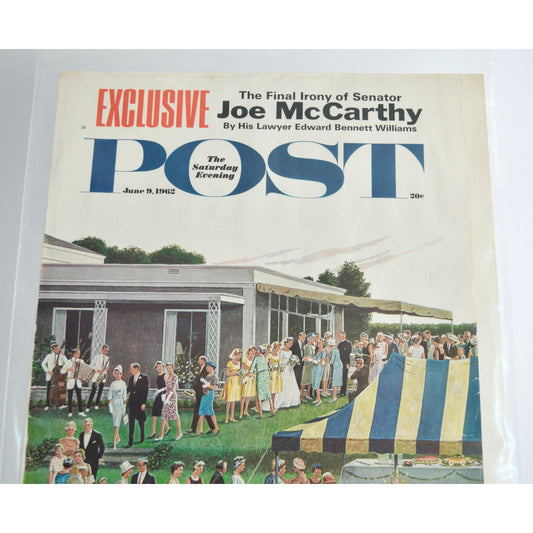 EXCLUSIVE
The Final Irony of Senator
Joe McCarthy
By His Lawyer Edward Bennett Williams
The
Saturday
Evening
POST
June 9, 1962
20c